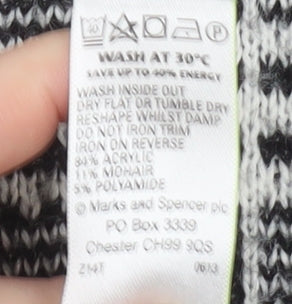 40 P
WASH AT 30°C
SAVE UP TO 40% ENERGY
WASH INSIDE OUT
DRY FLAT OR TUMBLE DRY
RESHAPE WHILST DAMP
DO NOT IRON TRIM
IRON ON REVERSE
84% ACRYLIC
11% MOHAIR
5% POLYAMIDE
© Marks and Spencer plc
PO Box 3339
Chester CH99 9QS
Z14T 0613